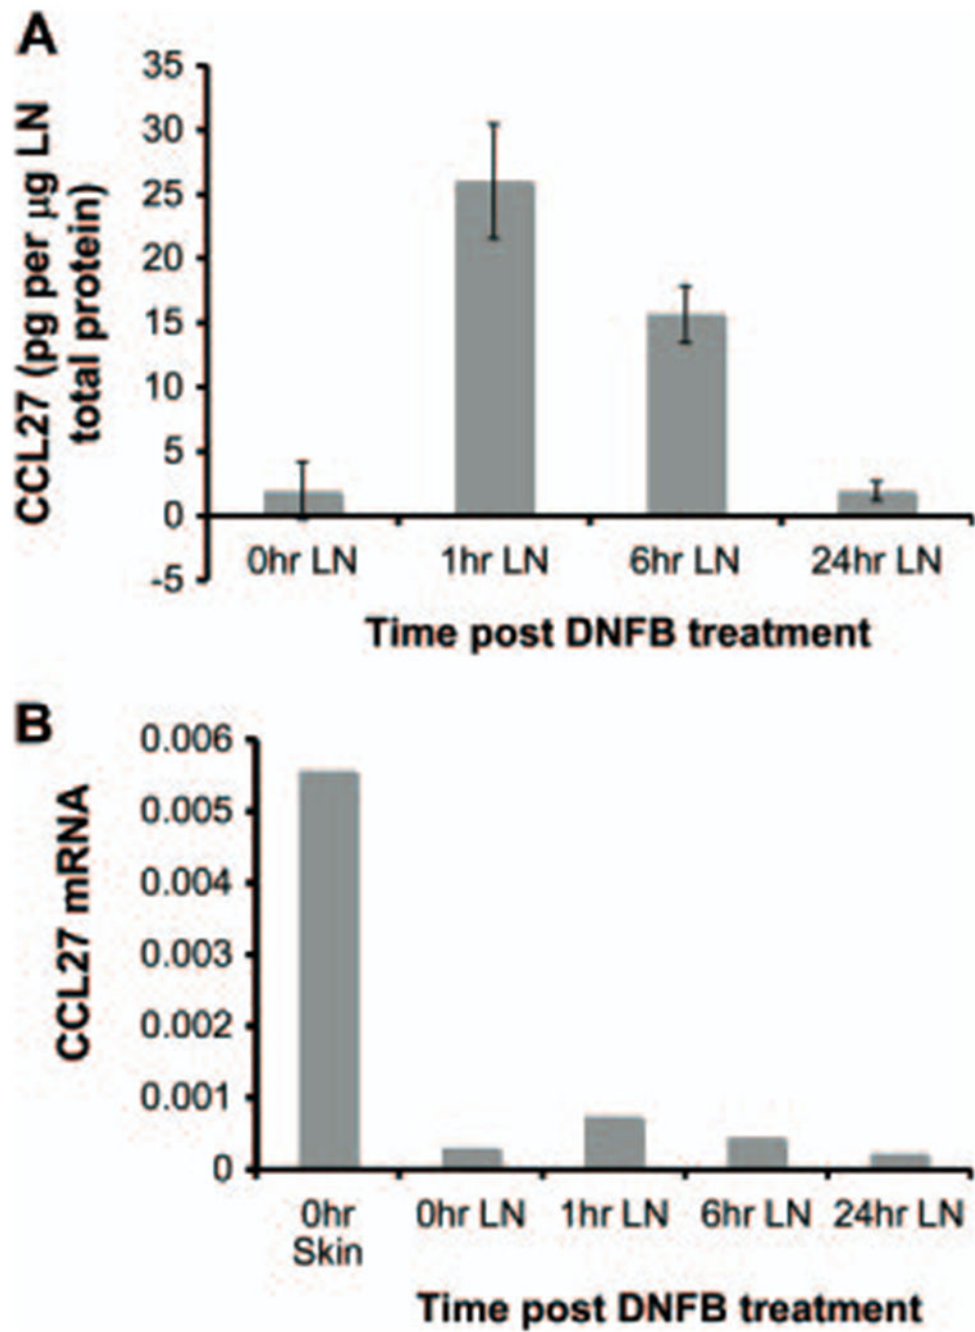 A
CCL27 (pg per µg LN
total protein)
35
30
25
20
15
10
5
0
-5
0hr LN 1hr LN 6hr LN 24hr LN
Time post DNFB treatment
B
CCL27 mRNA
0.006
0.005
0.004
0.003
0.002
0.001
0
0hr
Skin
0hr LN 1hr LN 6hr LN 24hr LN
Time post DNFB treatment